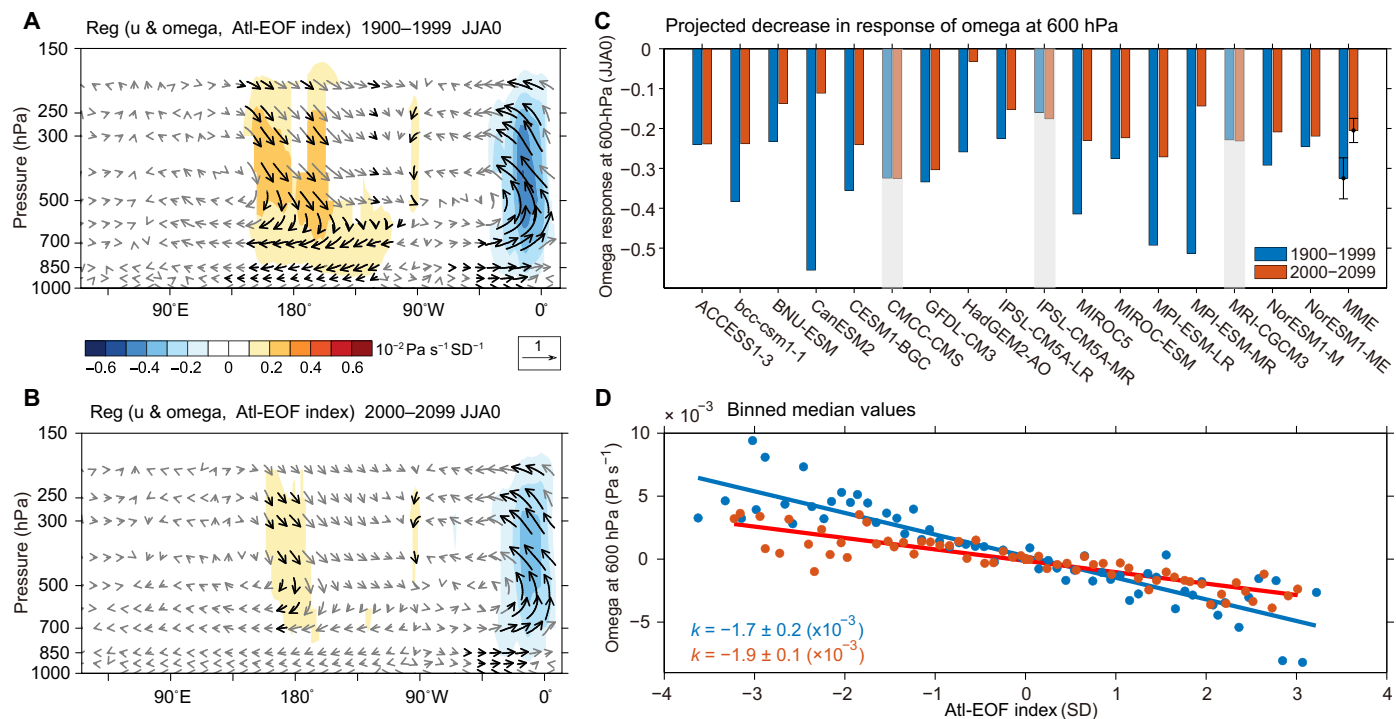 A
Reg (u & omega, Atl-EOF index) 1900–1999 JJA0
Pressure (hPa)
150
250
300
500
700
850
1000
90°E
180°
90°W
0°
−0.6
−0.4
−0.2
0
0.2
0.4
0.6
10−2 Pa s−1 SD−1
1
B
Reg (u & omega, Atl-EOF index) 2000–2099 JJA0
Pressure (hPa)
150
250
300
500
700
850
1000
90°E
180°
90°W
0°
C
Projected decrease in response of omega at 600 hPa
Omega response at 600-hPa (JJA0)
0
−0.1
−0.2
−0.3
−0.4
−0.5
1900−1999
2000−2099
ACCESS1-3
bcc-csm1-1
BNU-ESM
CanESM2
CESM1-BGC
CMCC-CMS
GFDL-CM3
HadGEM2-AO
IPSL-CM5A-LR
IPSL-CM5A-MR
MIROC5
MIROC-ESM
MPI-ESM-LR
MPI-ESM-MR
MRI-CGCM3
NorESM1-M
NorESM1-ME
MME
D
× 10−3
Binned median values
Omega at 600 hPa (Pa s−1)
10
5
0
−5
k = −1.7 ± 0.2 (x10−3)
k = −1.9 ± 0.1 (×10−3)
−4
−3
−2
−1
0
1
2
3
4
Atl-EOF index (SD)